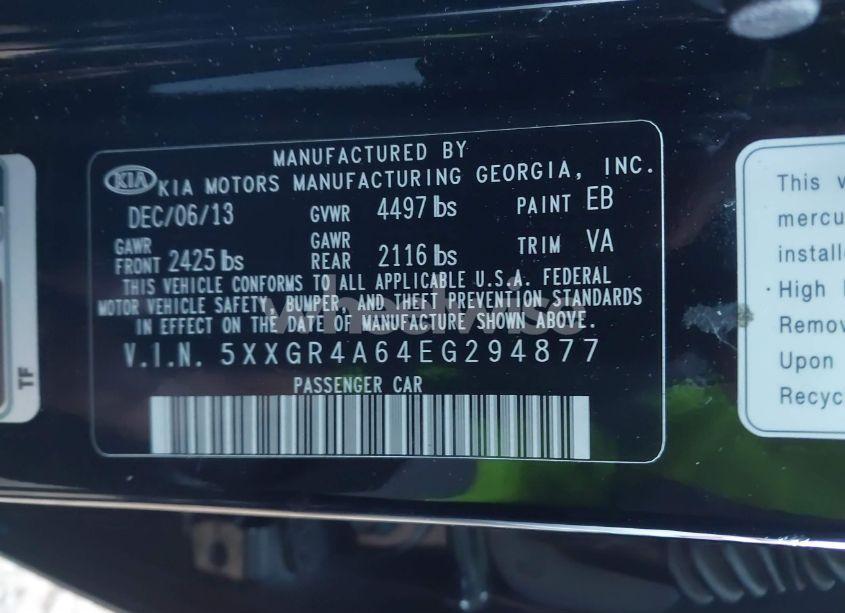 MANUFACTURED BY
KIA KIA MOTORS MANUFACTURING GEORGIA, INC.
DEC/06/13 GVWR 4497 lbs PAINT EB
GAWR FRONT 2425 lbs GAWR REAR 2116 lbs TRIM VA
THIS VEHICLE CONFORMS TO ALL APPLICABLE U.S.A. FEDERAL
MOTOR VEHICLE SAFETY, BUMPER, AND THEFT PREVENTION STANDARDS
IN EFFECT ON THE DATE OF MANUFACTURE SHOWN ABOVE.
V.I.N. 5XXGR4A64EG294877
PASSENGER CAR
TF
This v
mercu
install
· High
Remov
Upon
Recyc